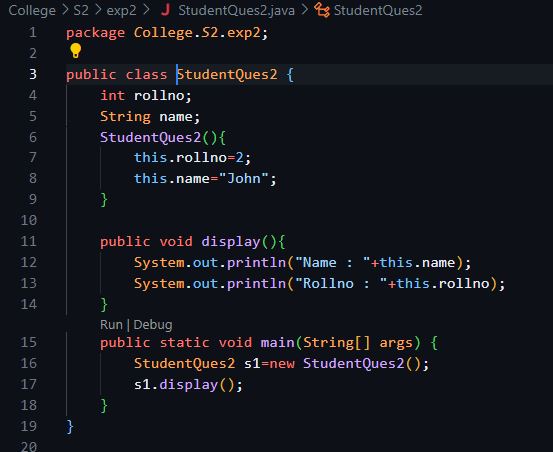 College > S2 > exp2 > J StudentQues2.java > StudentQues2
1 package College.S2.exp2;
2
3 public class StudentQues2 {
4     int rollno;
5     String name;
6     StudentQues2(){
7         this.rollno=2;
8         this.name="John";
9     }
10
11     public void display(){
12         System.out.println("Name : "+this.name);
13         System.out.println("Rollno : "+this.rollno);
14     }
Run | Debug
15     public static void main(String[] args) {
16         StudentQues2 s1=new StudentQues2();
17         s1.display();
18     }
19 }
20